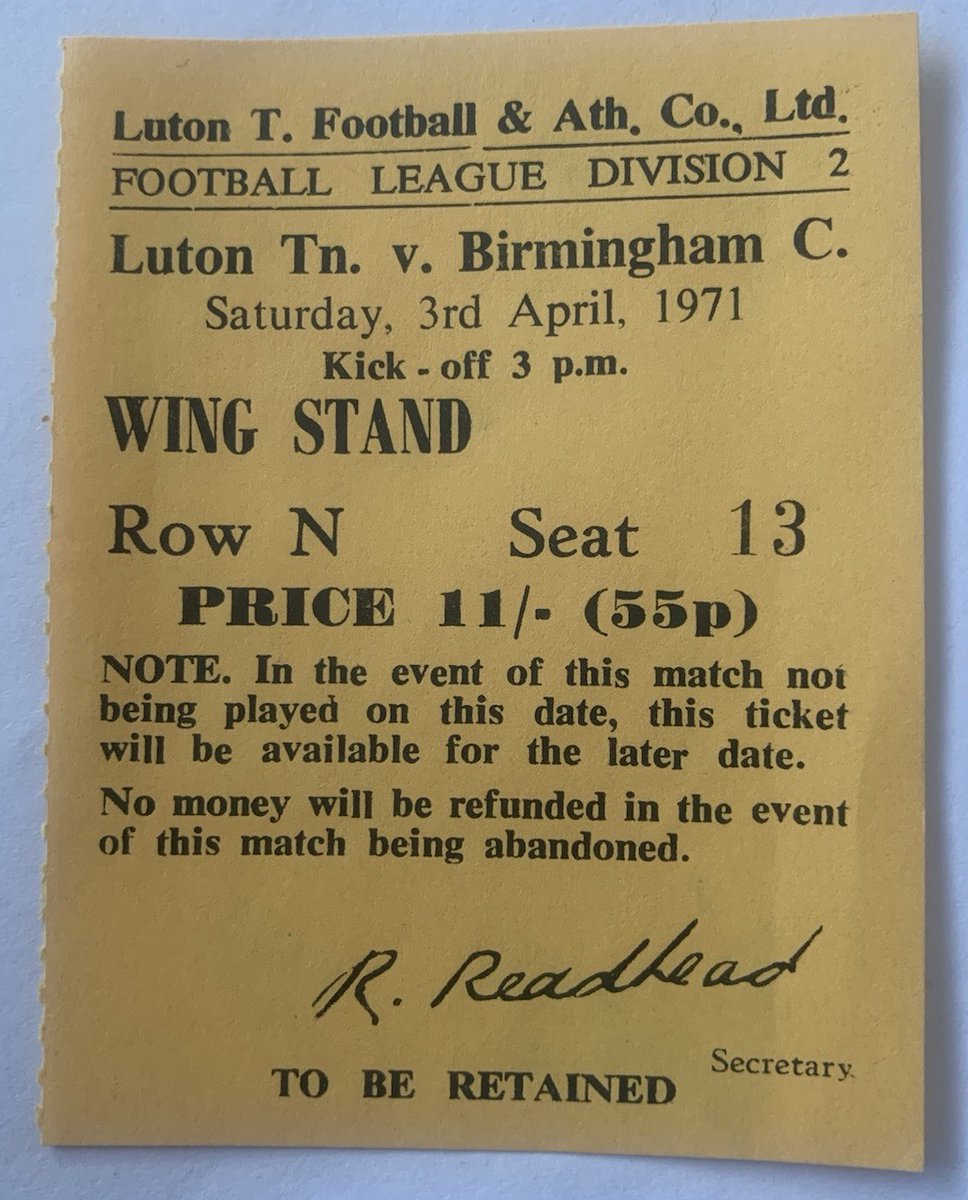 Luton T. Football & Ath. Co., Ltd.
FOOTBALL LEAGUE DIVISION 2
Luton Tn. v. Birmingham C.
Saturday, 3rd April, 1971
Kick - off 3 p.m.
WING STAND
Row N Seat 13
PRICE 11/- (55p)
NOTE. In the event of this match not
being played on this date, this ticket
will be available for the later date.
No money will be refunded in the event
of this match being abandoned.
R. Readhead
Secretary
TO BE RETAINED